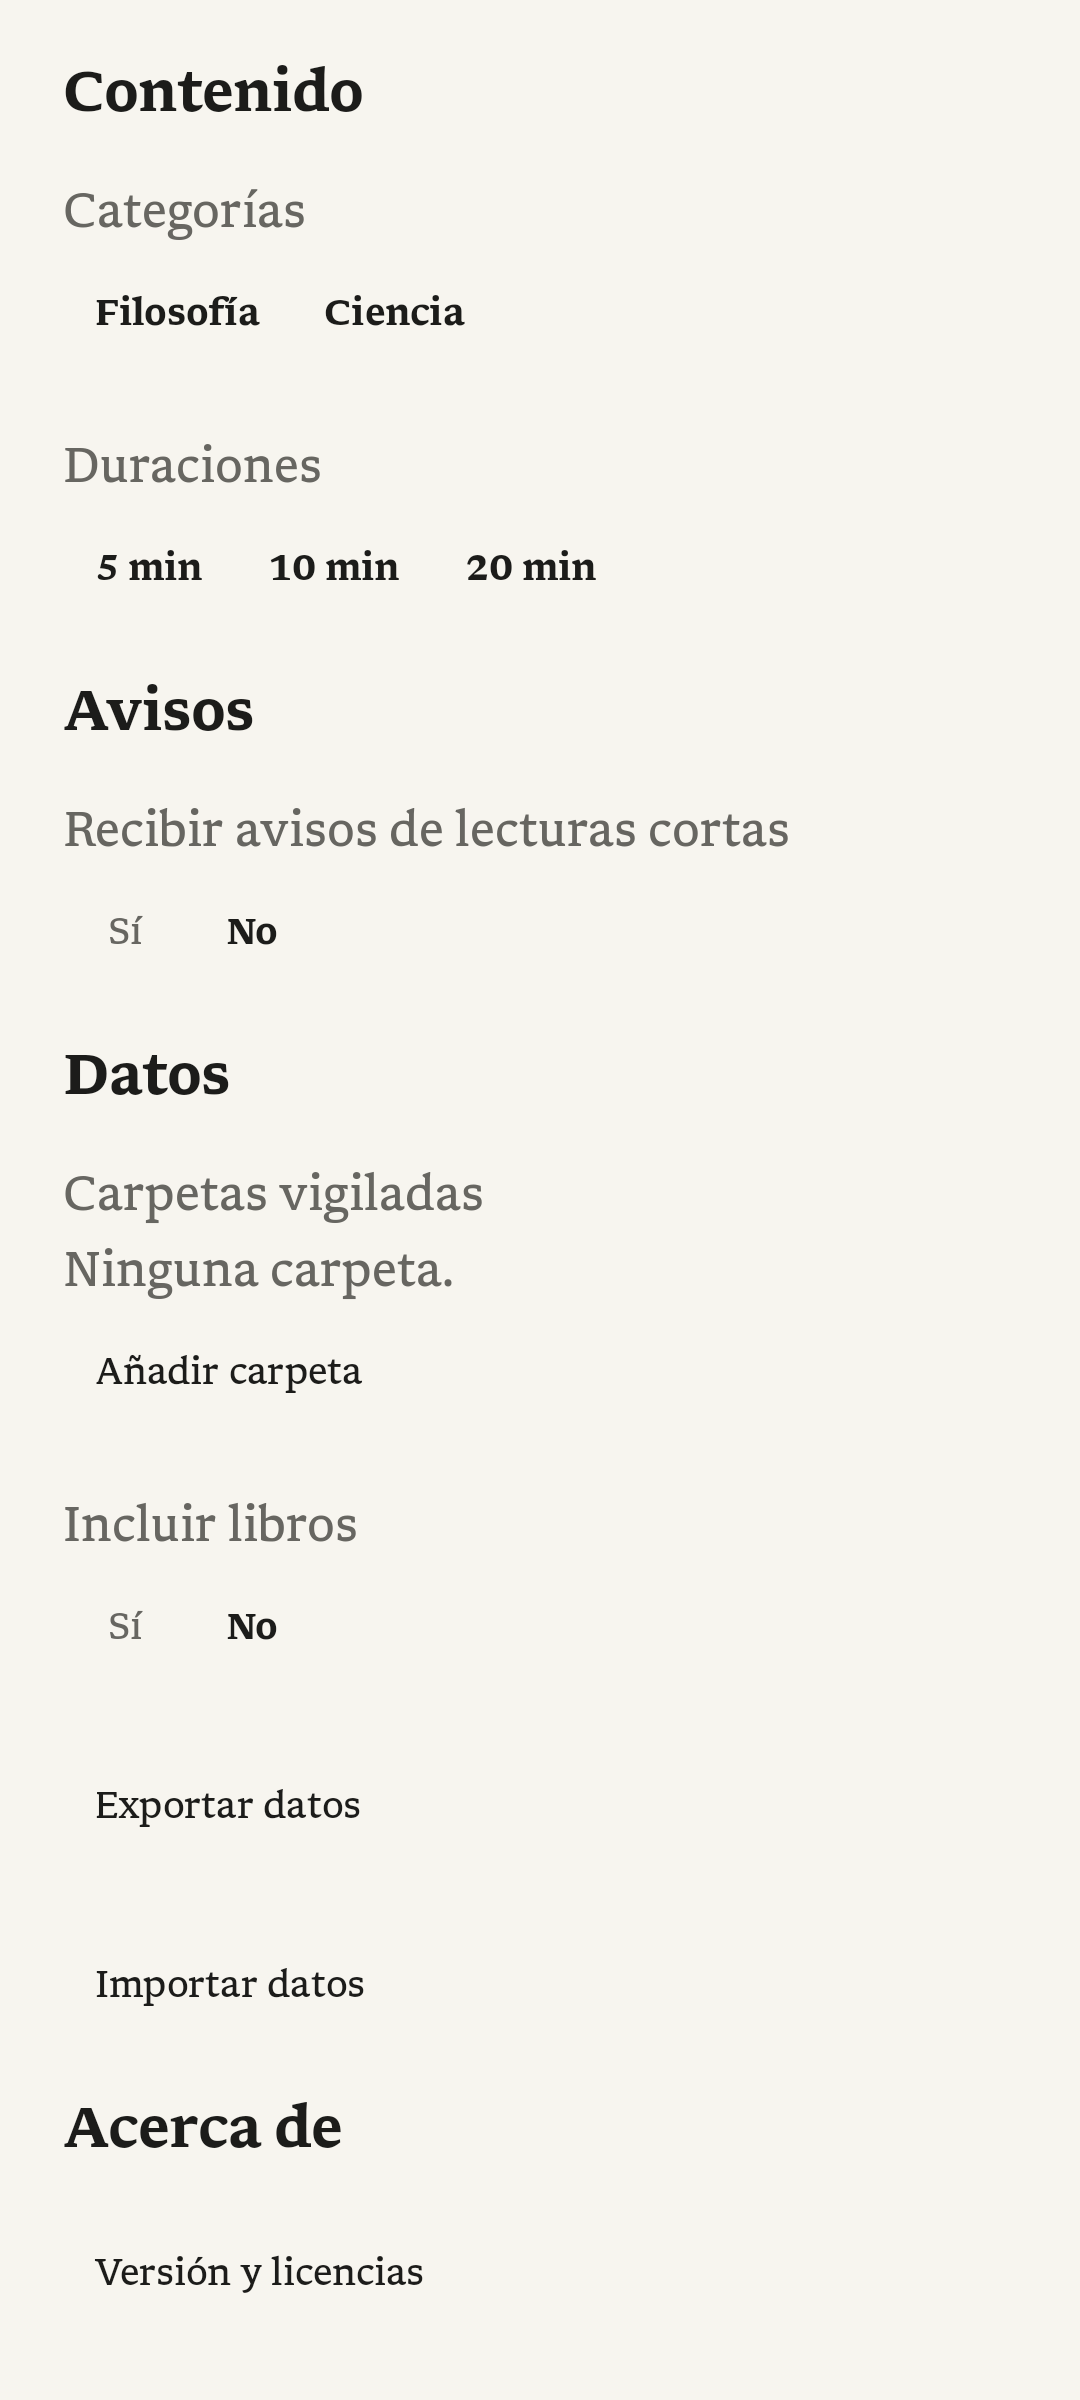 Contenido
Categorías
Filosofía Ciencia
Duraciones
5 min 10 min 20 min
Avisos
Recibir avisos de lecturas cortas
Sí No
Datos
Carpetas vigiladas
Ninguna carpeta.
Añadir carpeta
Incluir libros
Sí No
Exportar datos
Importar datos
Acerca de
Versión y licencias